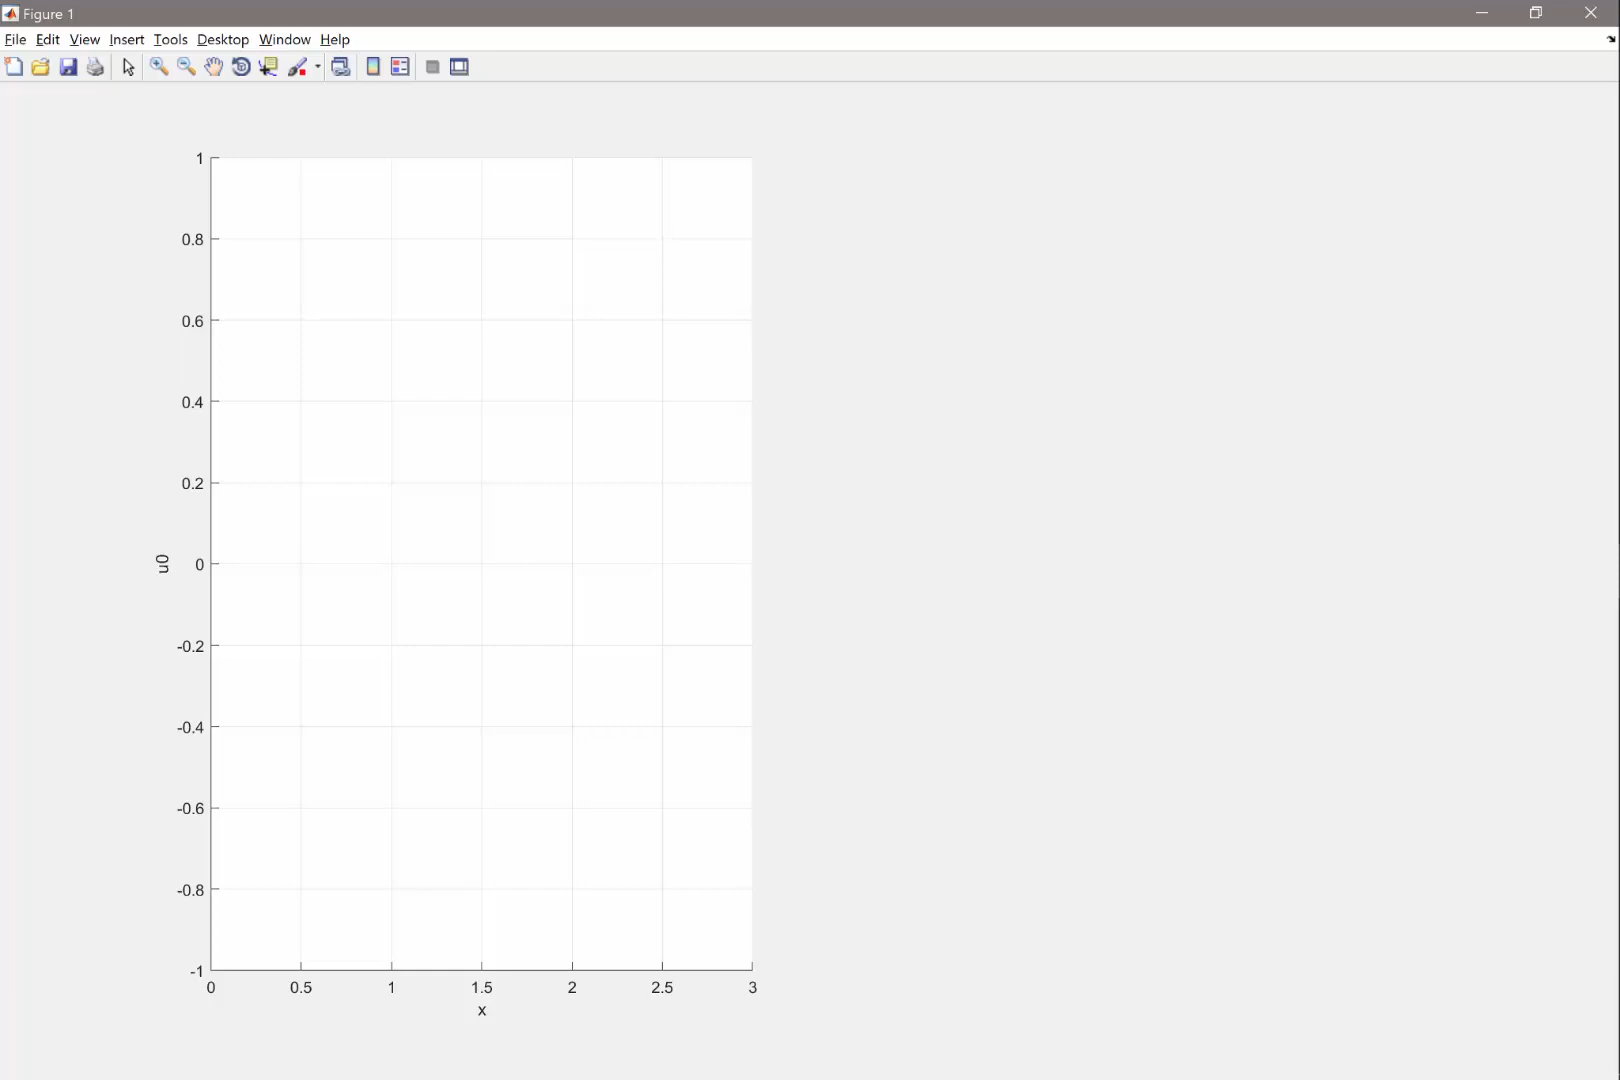 Figure 1
File Edit View Insert Tools Desktop Window Help
1
0.8
0.6
0.4
0.2
0
-0.2
-0.4
-0.6
-0.8
-1
u0
0 0.5 1 1.5 2 2.5 3
x